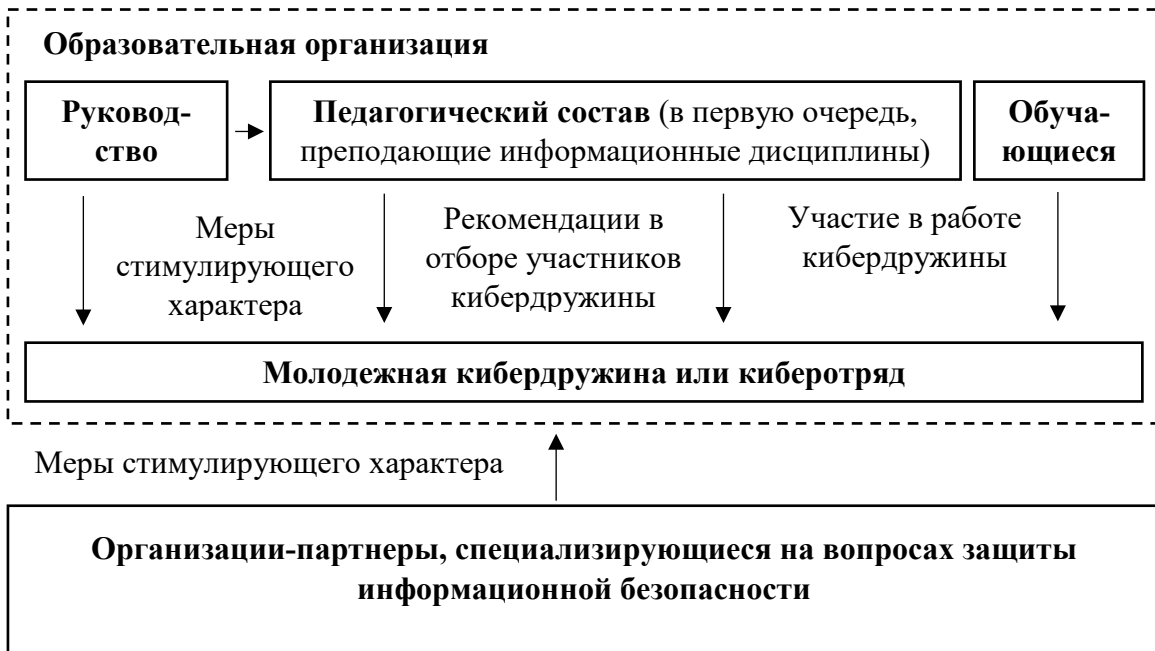 Образовательная организация
Руковод-
ство
Педагогический состав (в первую очередь,
преподающие информационные дисциплины)
Обуча-
ющиеся
Меры
стимулирующего
характера
Рекомендации в
отборе участников
кибердружины
Участие в работе
кибердружины
Молодежная кибердружина или киберотряд
Меры стимулирующего характера
Организации-партнеры, специализирующиеся на вопросах защиты
информационной безопасности